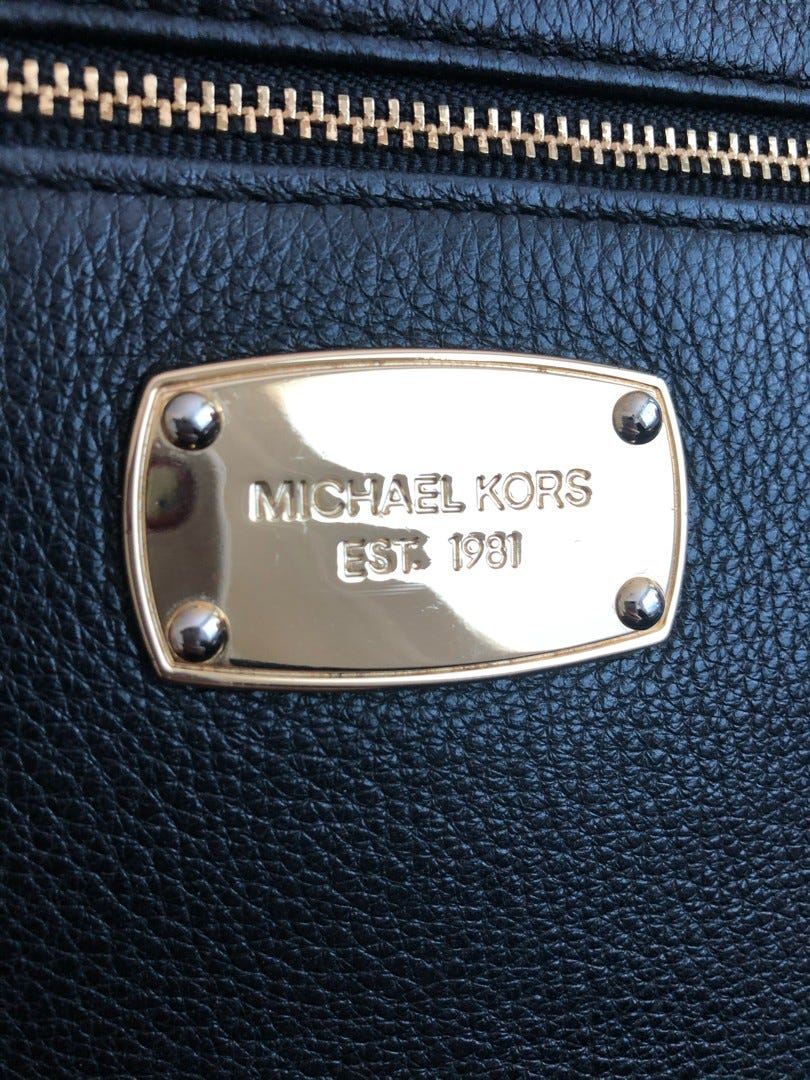 MICHAEL KORS
EST. 1981